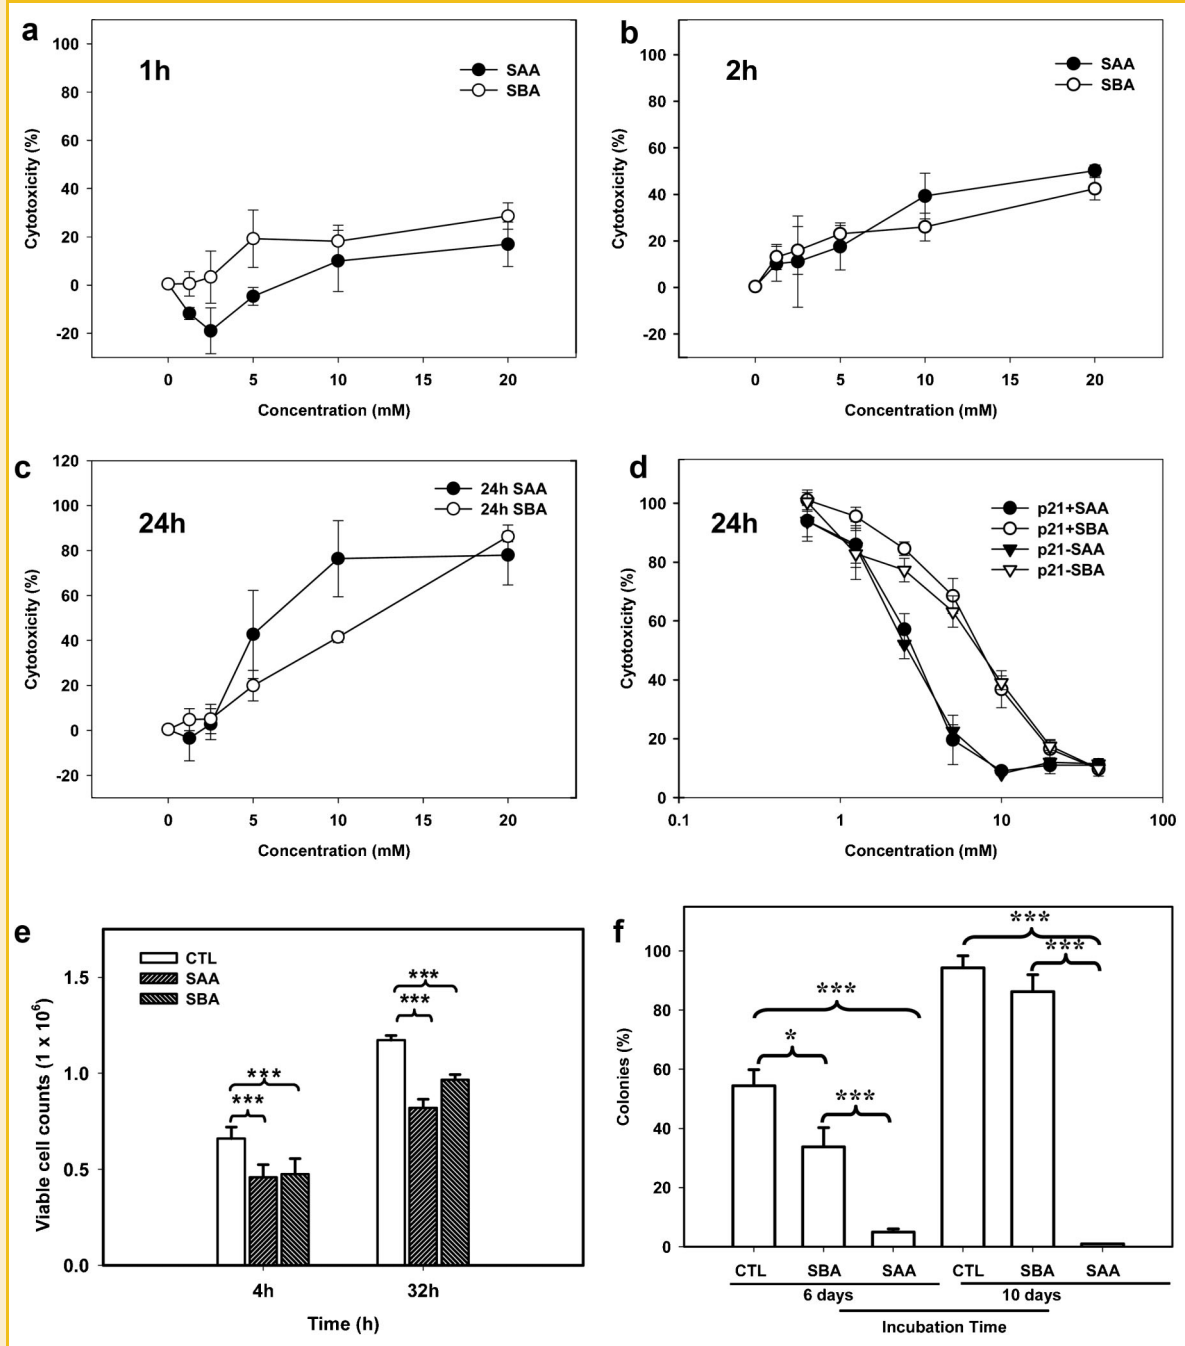 a
1h
SAA
SBA
100
80
60
40
20
0
-20
Cytotoxicity (%)
0 5 10 15 20
Concentration (mM)
b
2h
SAA
SBA
100
80
60
40
20
0
-20
Cytotoxicity (%)
0 5 10 15 20
Concentration (mM)
c
24h
24h SAA
24h SBA
120
100
80
60
40
20
0
-20
Cytotoxicity (%)
0 5 10 15 20
Concentration (mM)
d
24h
p21+SAA
p21+SBA
p21-SAA
p21-SBA
100
80
60
40
20
0
Cytotoxicity (%)
0.1 1 10 100
Concentration (mM)
e
CTL
SAA
SBA
***
***
***
***
1.5
1.0
0.5
0.0
Viable cell counts (1 x 10⁶)
4h 32h
Time (h)
f
***
***
***
*
***
100
80
60
40
20
0
Colonies (%)
CTL SBA SAA CTL SBA SAA
6 days 10 days
Incubation Time